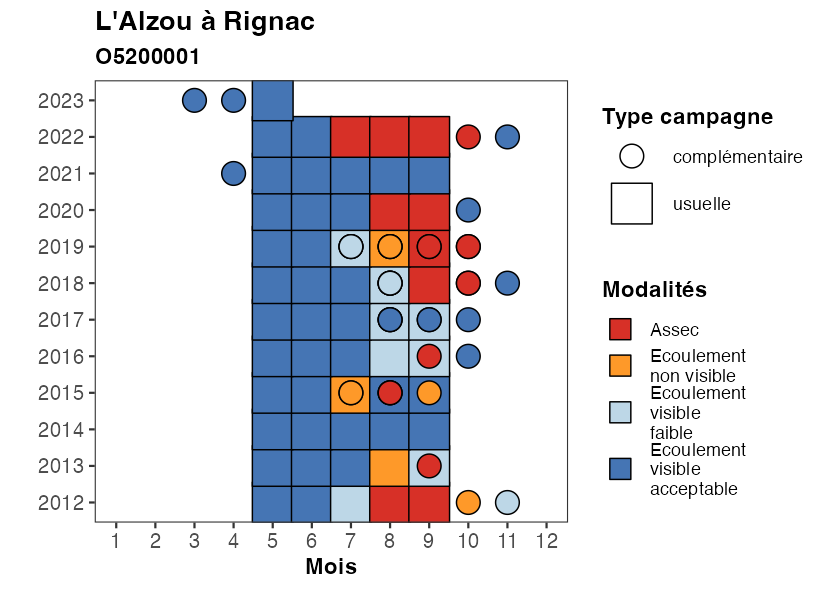 L'Alzou à Rignac
O5200001
2023
2022
2021
2020
2019
2018
2017
2016
2015
2014
2013
2012
1 2 3 4 5 6 7 8 9 10 11 12
Mois
Type campagne
complémentaire
usuelle
Modalités
Assec
Ecoulement
non visible
Ecoulement
visible
faible
Ecoulement
visible
acceptable